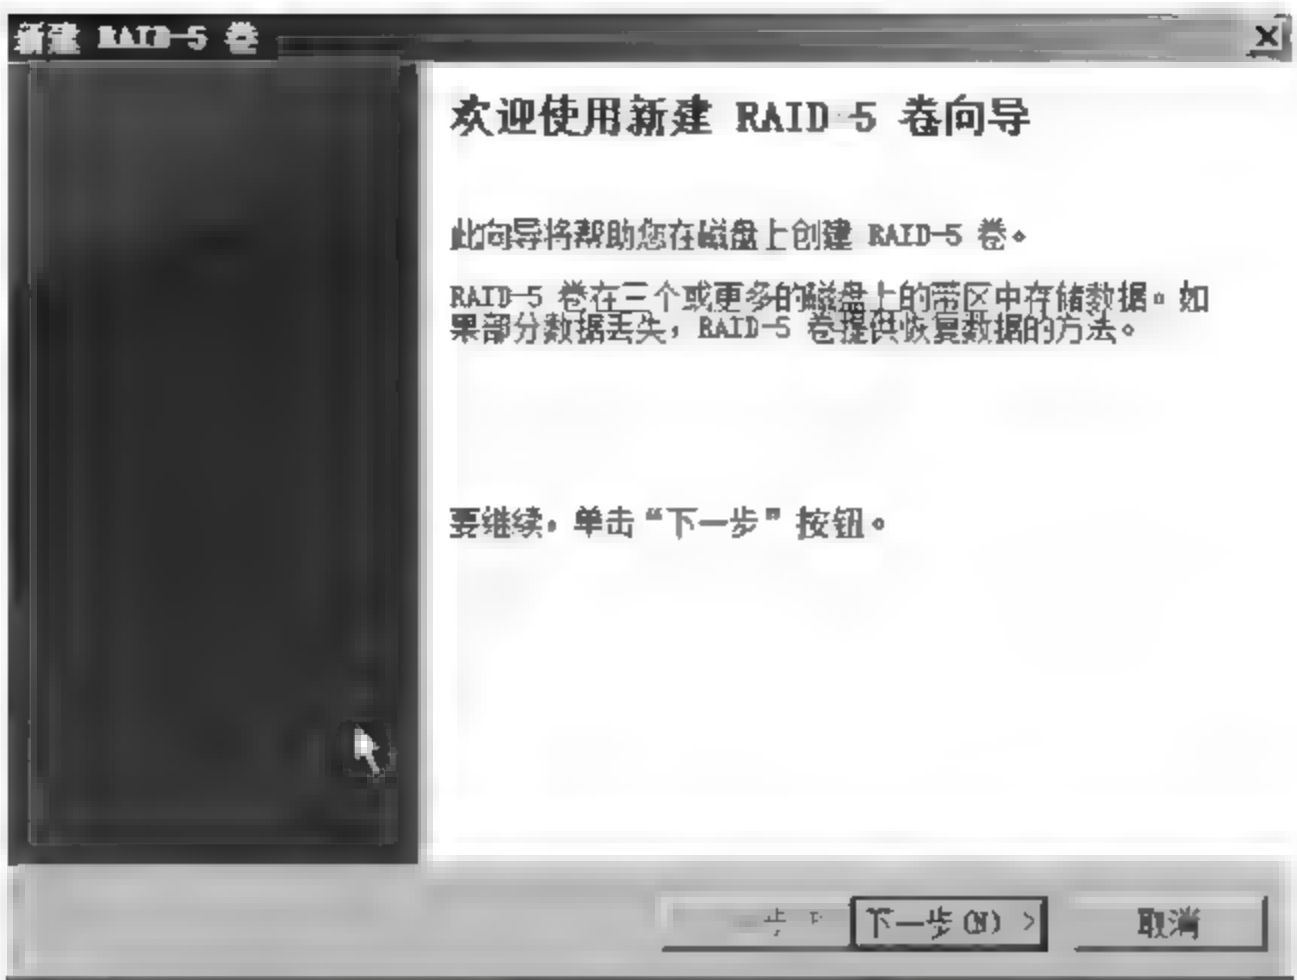 新建 RAID-5 卷
欢迎使用新建 RAID-5 卷向导
此向导将帮助您在磁盘上创建 RAID-5 卷。
RAID-5 卷在三个或更多的磁盘上的带区中存储数据。如
果部分数据丢失，RAID-5 卷提供恢复数据的方法。
要继续，单击“下一步”按钮。
下一步(N) >
取消